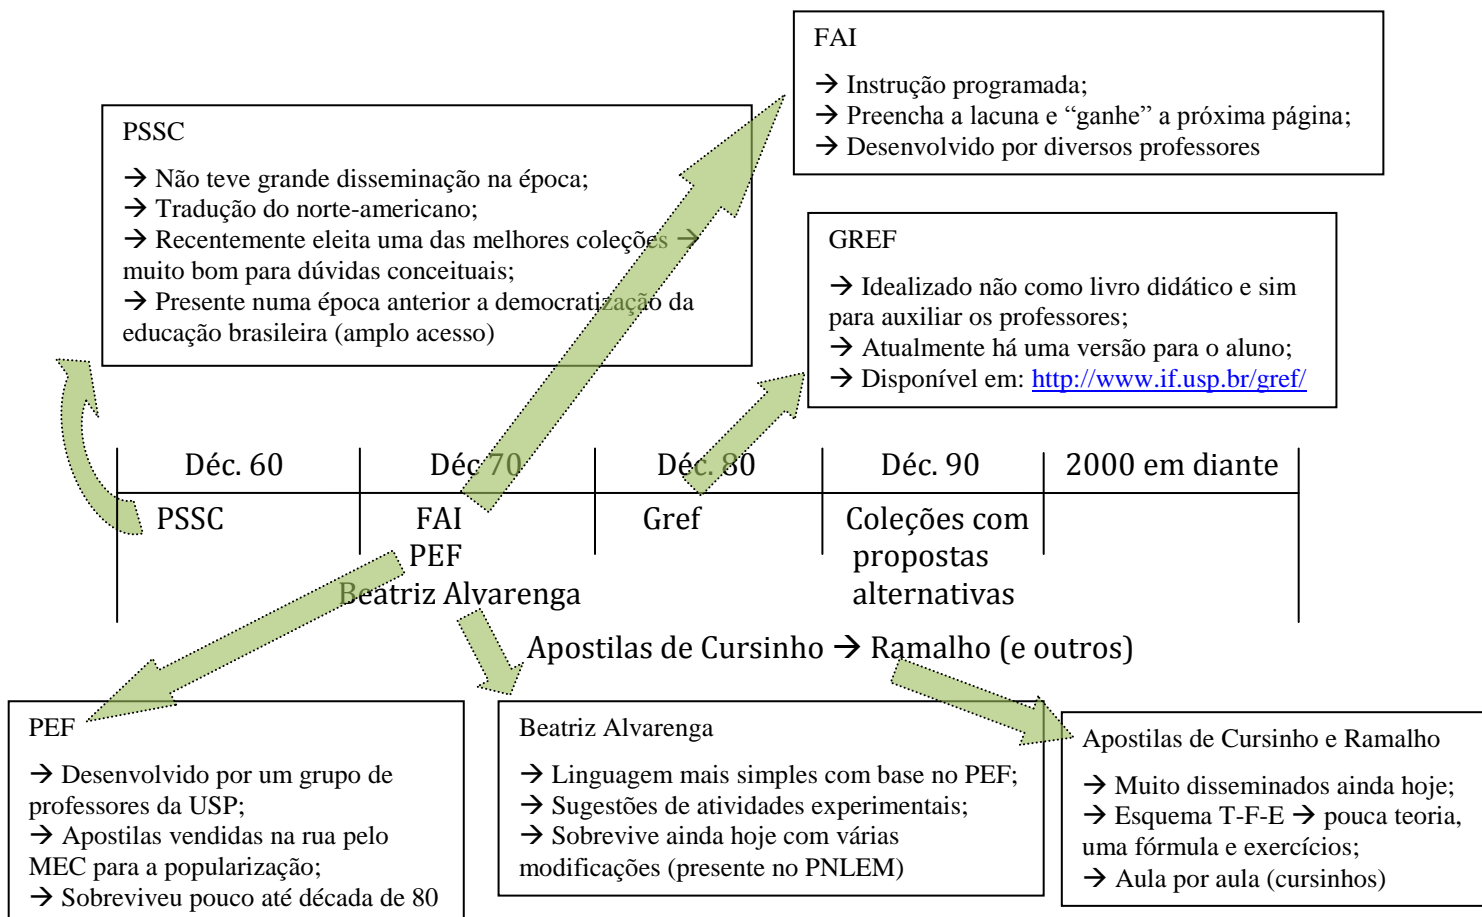 FAI
→ Instrução programada;
→ Preencha a lacuna e “ganhe” a próxima página;
→ Desenvolvido por diversos professores
PSSC
→ Não teve grande disseminação na época;
→ Tradução do norte-americano;
→ Recentemente eleita uma das melhores coleções →
muito bom para dúvidas conceituais;
→ Presente numa época anterior a democratização da
educação brasileira (amplo acesso)
GREF
→ Idealizado não como livro didático e sim
para auxiliar os professores;
→ Atualmente há uma versão para o aluno;
→ Disponível em: http://www.if.usp.br/gref/
Déc. 60
Déc 70
Déc. 80
Déc. 90
2000 em diante
PSSC
FAI
PEF
Beatriz Alvarenga
Gref
Coleções com
propostas
alternativas
Apostilas de Cursinho → Ramalho (e outros)
PEF
→ Desenvolvido por um grupo de
professores da USP;
→ Apostilas vendidas na rua pelo
MEC para a popularização;
→ Sobreviveu pouco até década de 80
Beatriz Alvarenga
→ Linguagem mais simples com base no PEF;
→ Sugestões de atividades experimentais;
→ Sobrevive ainda hoje com várias
modificações (presente no PNLEM)
Apostilas de Cursinho e Ramalho
→ Muito disseminados ainda hoje;
→ Esquema T-F-E → pouca teoria,
uma fórmula e exercícios;
→ Aula por aula (cursinhos)